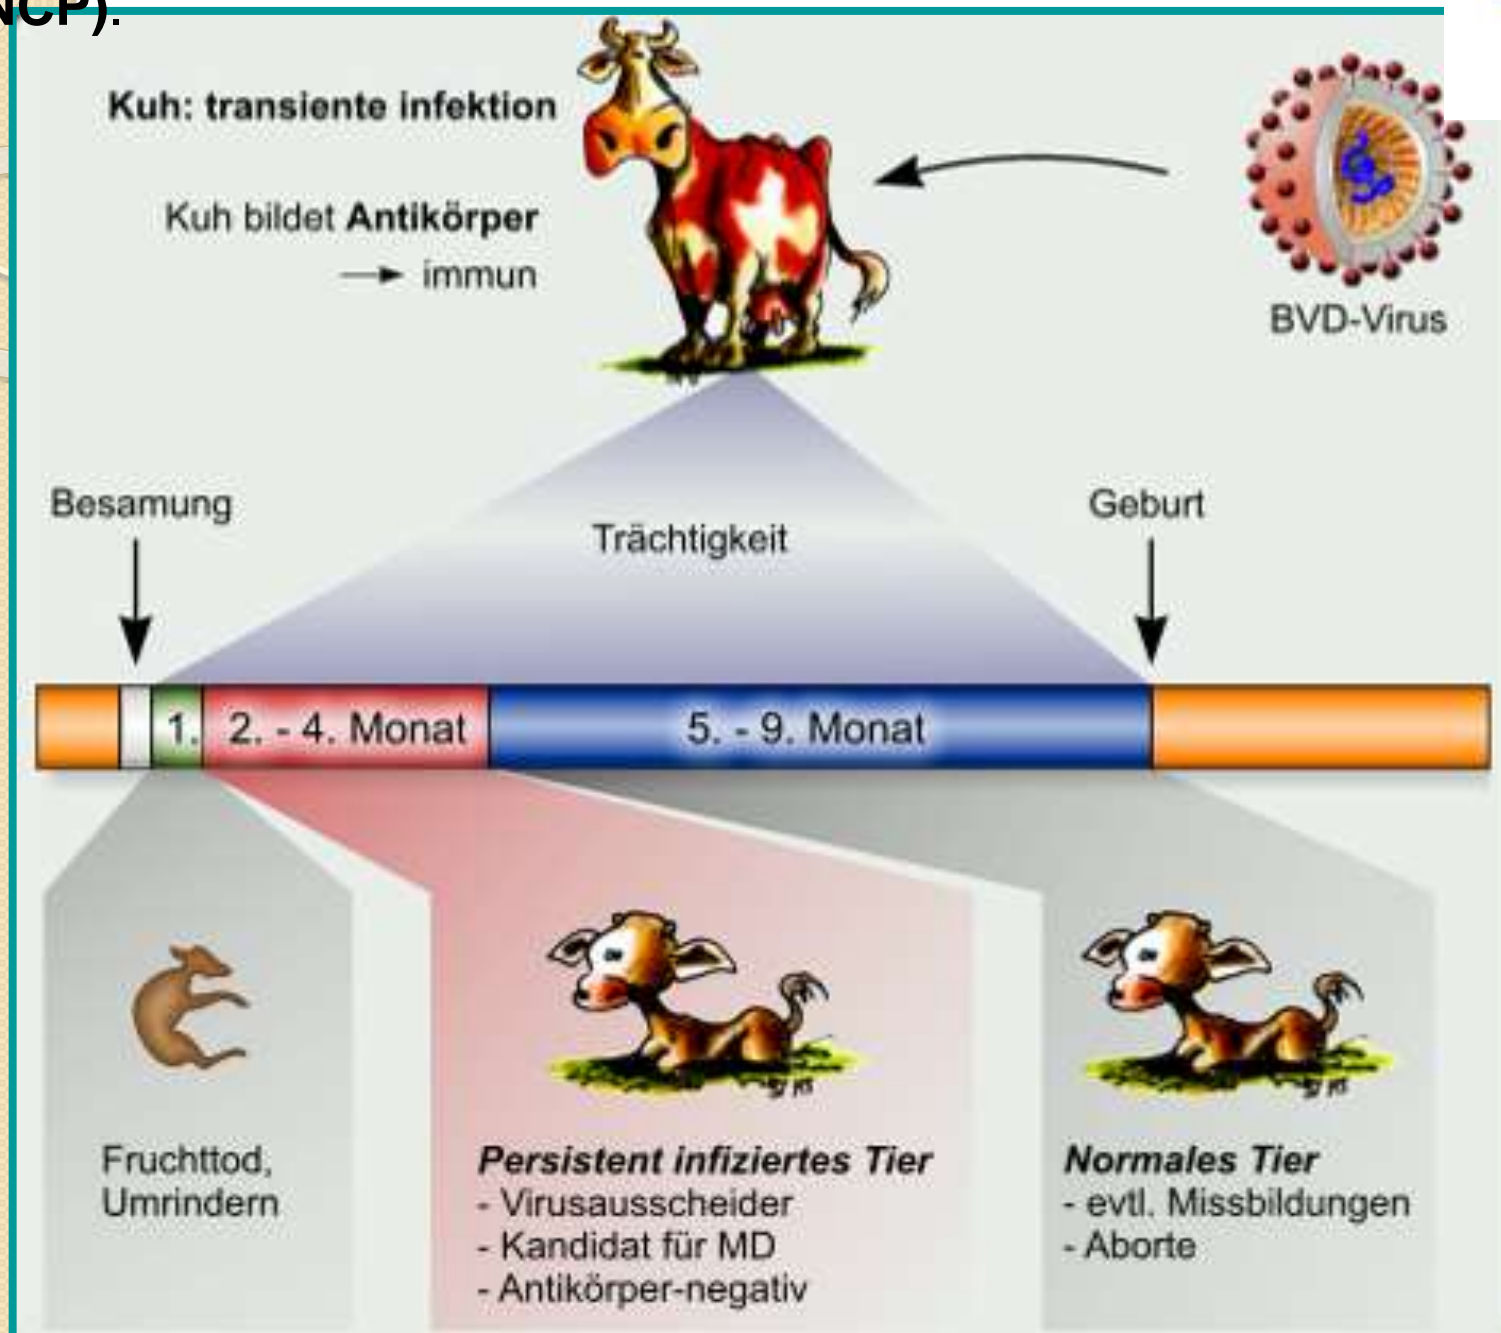 NCP).
Kuh: transiente infektion
Kuh bildet Antikörper
→ immun
BVD-Virus
Besamung
Geburt
Trächtigkeit
1.
2. - 4. Monat
5. - 9. Monat
Fruchttod,
Umrindern
Persistent infiziertes Tier
- Virusausscheider
- Kandidat für MD
- Antikörper-negativ
Normales Tier
- evtl. Missbildungen
- Aborte